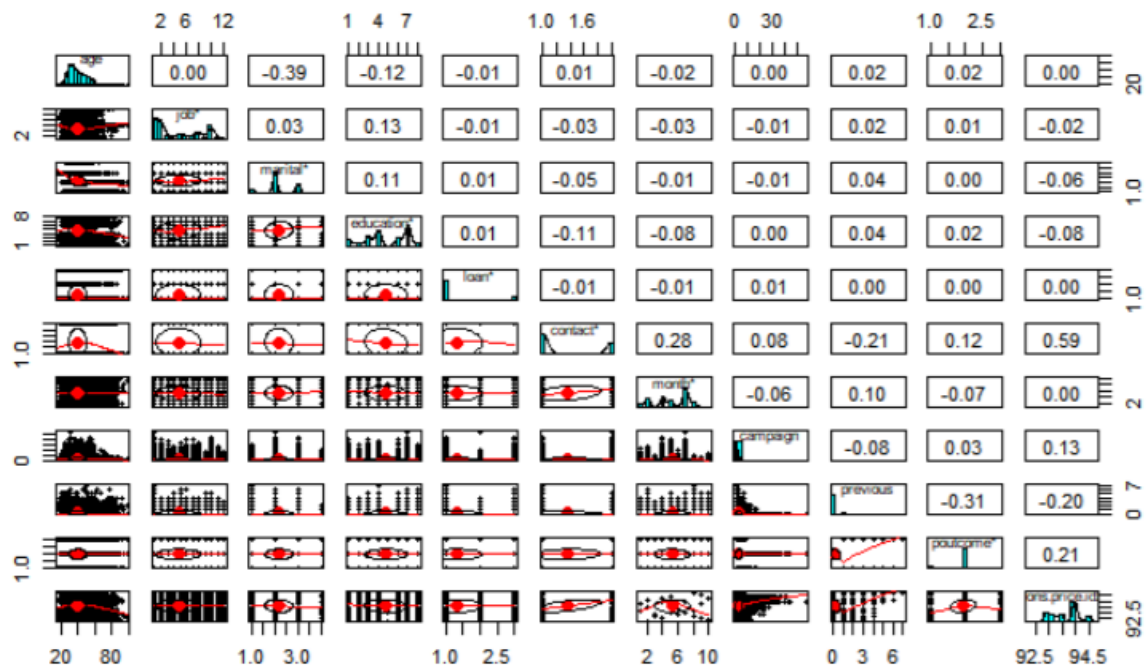 2 6 12 1 4 7 1.0 1.6 0 30 1.0 2.5
age 0.00 -0.39 -0.12 -0.01 0.01 -0.02 0.00 0.02 0.02 0.00 20
2 job* 0.03 0.13 -0.01 -0.03 -0.03 -0.01 0.02 0.01 -0.02
marital* 0.11 0.01 -0.05 -0.01 -0.01 0.04 0.00 -0.06 1.0
1 8 education* 0.01 -0.11 -0.08 0.00 0.04 0.02 -0.08
loan* -0.01 -0.01 0.01 0.00 0.00 0.00 1.0
1.0 contact* 0.28 0.08 -0.21 0.12 0.59
month* -0.06 0.10 -0.07 0.00 2
0 campaign -0.08 0.03 0.13
previous -0.31 -0.20 0 7
1.0 poutcome* 0.21
ons.price.id 92.5
20 80 1.0 3.0 1.0 2.5 2 6 10 0 3 6 92.5 94.5